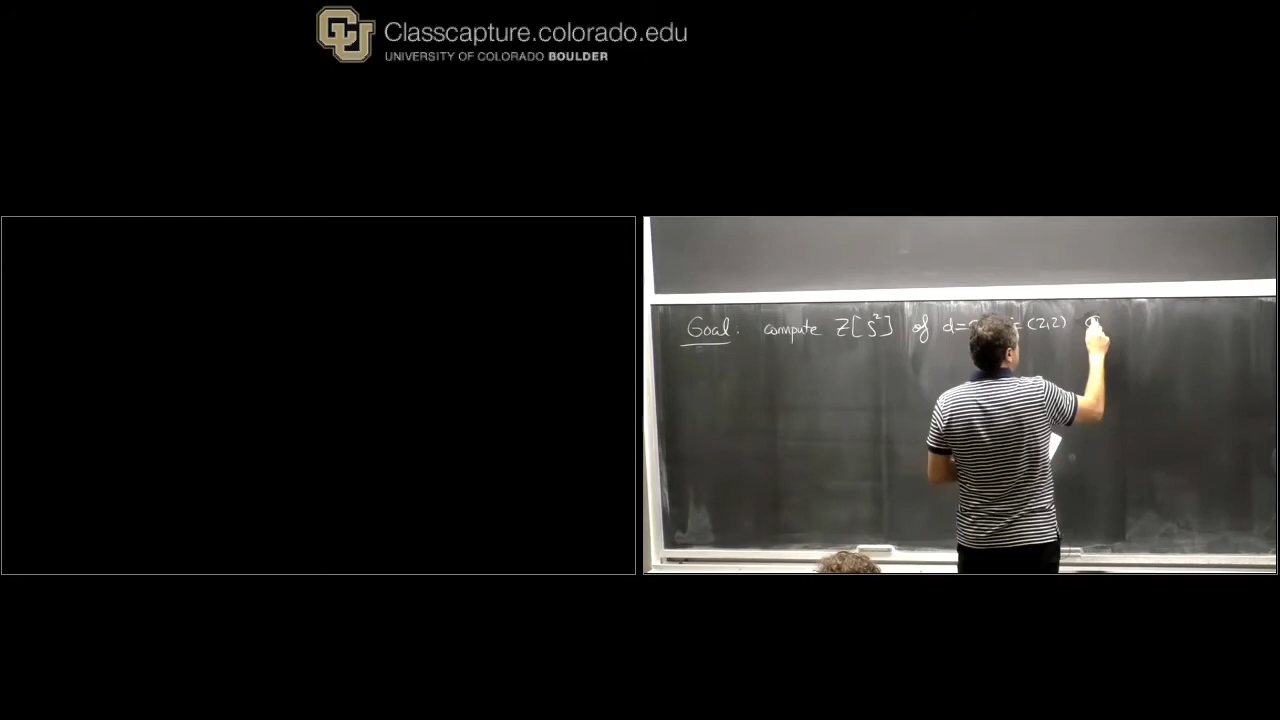 Classcapture.colorado.edu
UNIVERSITY OF COLORADO BOULDER
Goal: compute Z[S²] of d= (2,2)